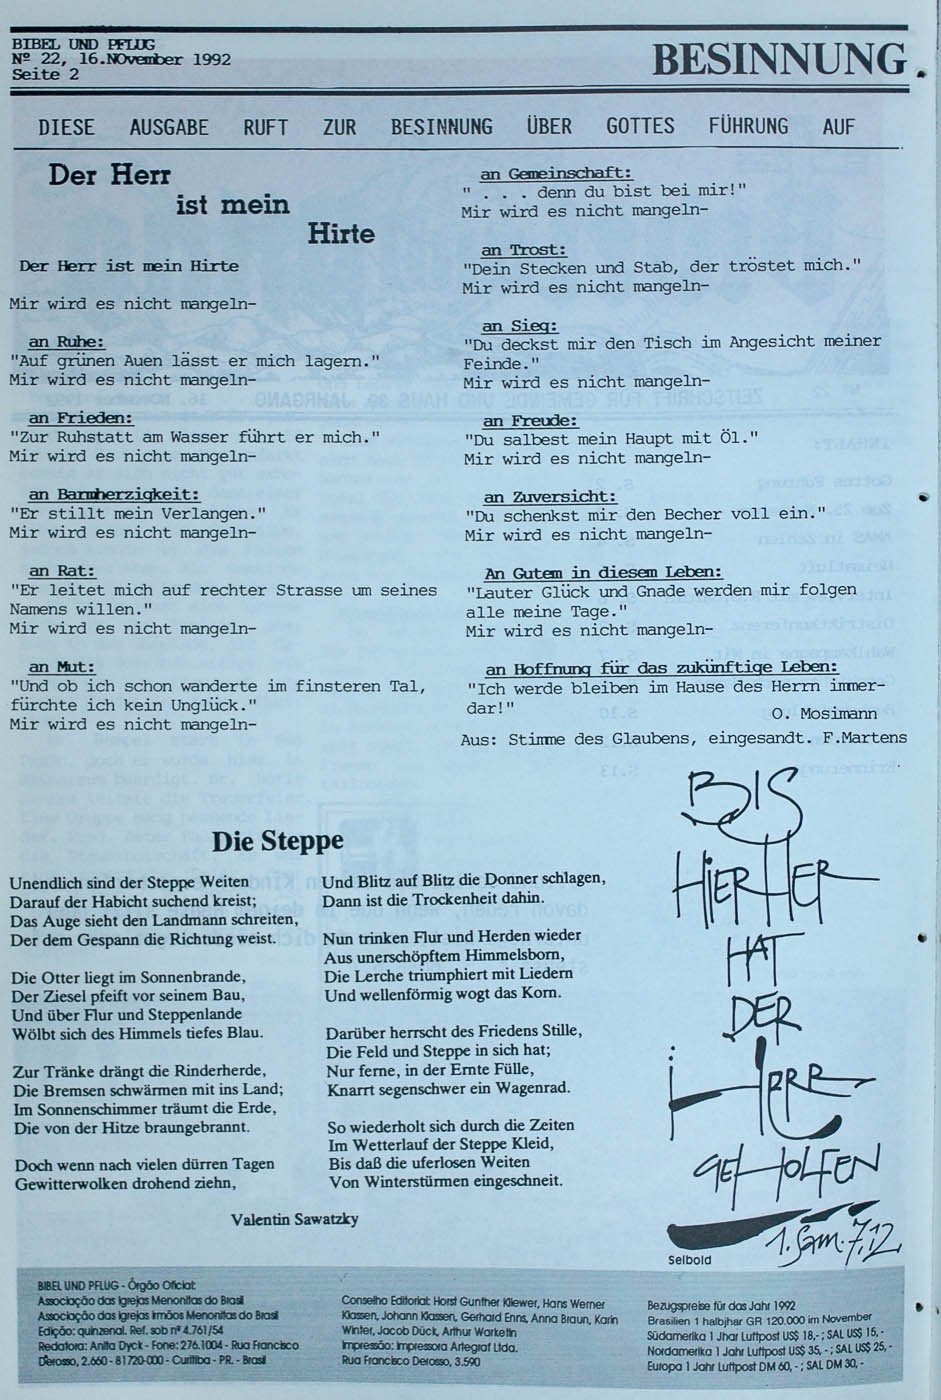 BIBEL UND PFLUG
Nº 22, 16.NOvember 1992
Seite 2
BESINNUNG
DIESE AUSGABE RUFT ZUR BESINNUNG ÜBER GOTTES FÜHRUNG AUF
Der Herr
ist mein
Hirte
Der Herr ist mein Hirte
Mir wird es nicht mangeln-
an Ruhe:
"Auf grünen Auen lässt er mich lagern."
Mir wird es nicht mangeln-
an Frieden:
"Zur Ruhstatt am Wasser führt er mich."
Mir wird es nicht mangeln-
an Barmherzigkeit:
"Er stillt mein Verlangen."
Mir wird es nicht mangeln-
an Rat:
"Er leitet mich auf rechter Strasse um seines
Namens willen."
Mir wird es nicht mangeln-
an Mut:
"Und ob ich schon wanderte im finsteren Tal,
fürchte ich kein Unglück."
Mir wird es nicht mangeln-
an Gemeinschaft:
" . . . denn du bist bei mir!"
Mir wird es nicht mangeln-
an Trost:
"Dein Stecken und Stab, der tröstet mich."
Mir wird es nicht mangeln-
an Sieg:
"Du deckst mir den Tisch im Angesicht meiner
Feinde."
Mir wird es nicht mangeln-
an Freude:
"Du salbest mein Haupt mit Öl."
Mir wird es nicht mangeln-
an Zuversicht:
"Du schenkst mir den Becher voll ein."
Mir wird es nicht mangeln-
An Gutem in diesem Leben:
"Lauter Glück und Gnade werden mir folgen
alle meine Tage."
Mir wird es nicht mangeln-
an Hoffnung für das zukünftige Leben:
"Ich werde bleiben im Hause des Herrn immer-
dar!"
O. Mosimann
Aus: Stimme des Glaubens, eingesandt. F.Martens
Die Steppe
Unendlich sind der Steppe Weiten
Darauf der Habicht suchend kreist;
Das Auge sieht den Landmann schreiten,
Der dem Gespann die Richtung weist.
Die Otter liegt im Sonnenbrande,
Der Ziesel pfeift vor seinem Bau,
Und über Flur und Steppenlande
Wölbt sich des Himmels tiefes Blau.
Zur Tränke drängt die Rinderherde,
Die Bremsen schwärmen mit ins Land;
Im Sonnenschimmer träumt die Erde,
Die von der Hitze braungebrannt.
Doch wenn nach vielen dürren Tagen
Gewitterwolken drohend ziehn,
Und Blitz auf Blitz die Donner schlagen,
Dann ist die Trockenheit dahin.
Nun trinken Flur und Herden wieder
Aus unerschöpftem Himmelsborn,
Die Lerche triumphiert mit Liedern
Und wellenförmig wogt das Korn.
Darüber herrscht des Friedens Stille,
Die Feld und Steppe in sich hat;
Nur ferne, in der Ernte Fülle,
Knarrt segenschwer ein Wagenrad.
So wiederholt sich durch die Zeiten
Im Wetterlauf der Steppe Kleid,
Bis daß die uferlosen Weiten
Von Winterstürmen eingeschneit.
Valentin Sawatzky
BIS
HIERHER
HAT
DER
HERR
GEHOLFEN
1. Sam. 7,12
Selbold
BIBEL UND PFLUG - Órgão Oficial:
Associação das Igrejas Menonitas do Brasil
Associação das Igrejas Irmãos Menonitas do Brasil
Edição: quinzenal. Ref. sob nº 4.761/54
Redatora: Anita Dyck - Fone: 276.1004 - Rua Francisco
Derosso, 2.660 - 81720-000 - Curitiba - PR. - Brasil
Conselho Editorial: Horst Gunther Kliewer, Hans Werner
Klassen, Johann Klassen, Gerhard Enns, Anna Braun, Karin
Winter, Jacob Dück, Arthur Warketin
Impressão: Impressora Artegraf Ltda.
Rua Francisco Derosso, 3.590
Bezugspreise für das Jahr 1992
Brasilien 1 halbjhar GR 120.000 im November
Südamerika 1 Jhar Luftpost US$ 18,- ; SAL US$ 15,-
Nordamerika 1 Jahr Luftpost US$ 35, - ; SAL US$ 25, -
Europa 1 Jahr Luftpost DM 60, - ; SAL DM 30, -